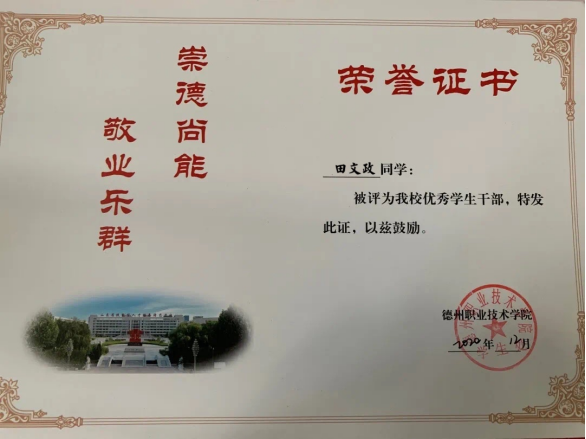 崇德尚能
敬业乐群
荣誉证书
田文政同学：
被评为我校优秀学生干部，特发
此证，以兹鼓励。
德州职业技术学院
2020年12月